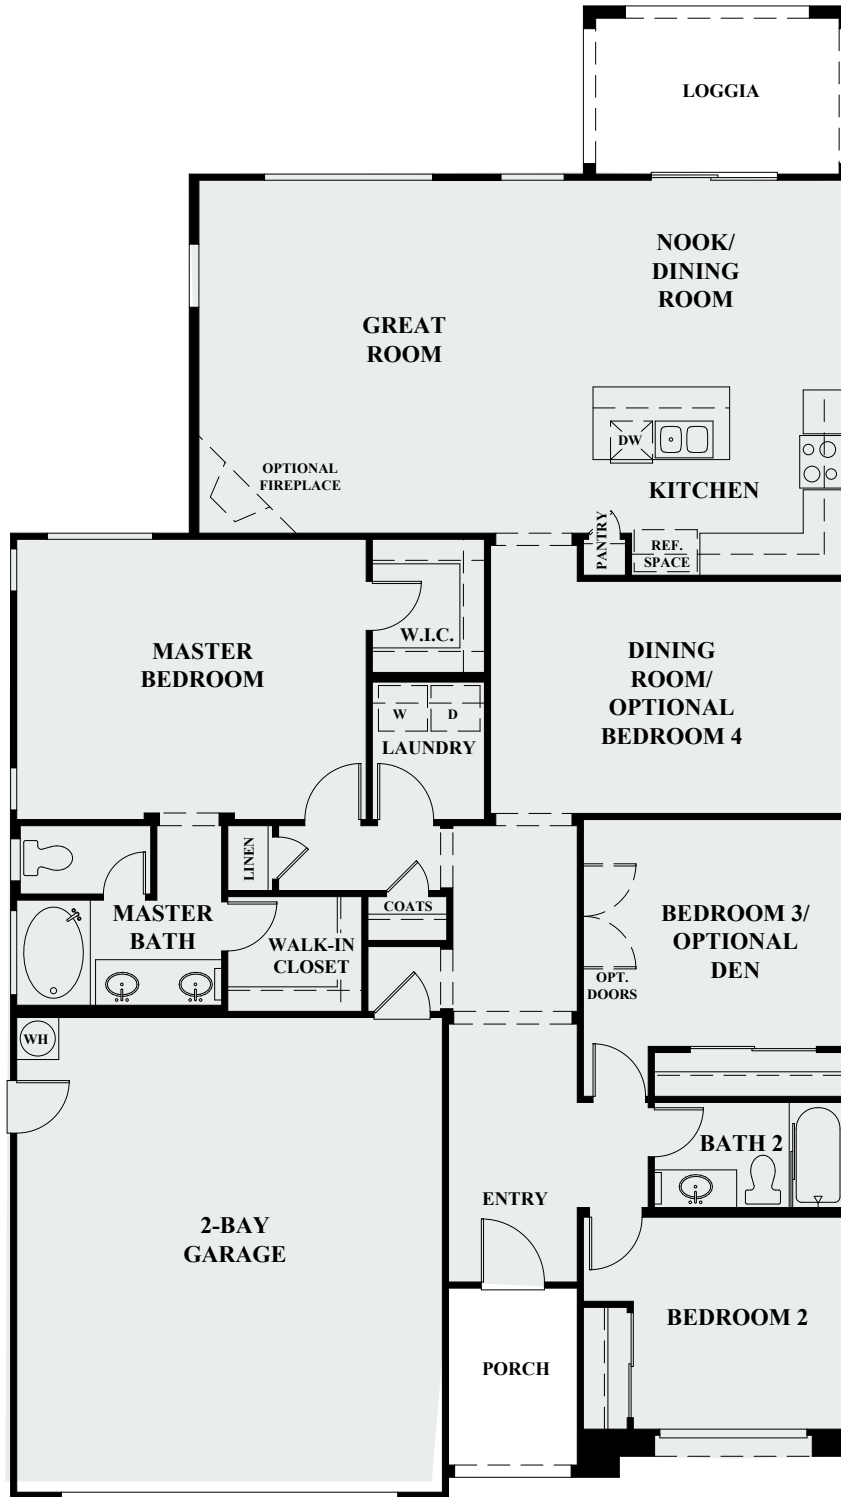 LOGGIA
NOOK/
DINING
ROOM
GREAT
ROOM
DW
OPTIONAL
FIREPLACE
KITCHEN
PANTRY
REF.
SPACE
W.I.C.
MASTER
BEDROOM
DINING
ROOM/
OPTIONAL
BEDROOM 4
W
D
LAUNDRY
LINEN
COATS
MASTER
BATH
WALK-IN
CLOSET
BEDROOM 3/
OPTIONAL
DEN
OPT.
DOORS
WH
BATH 2
ENTRY
2-BAY
GARAGE
BEDROOM 2
PORCH